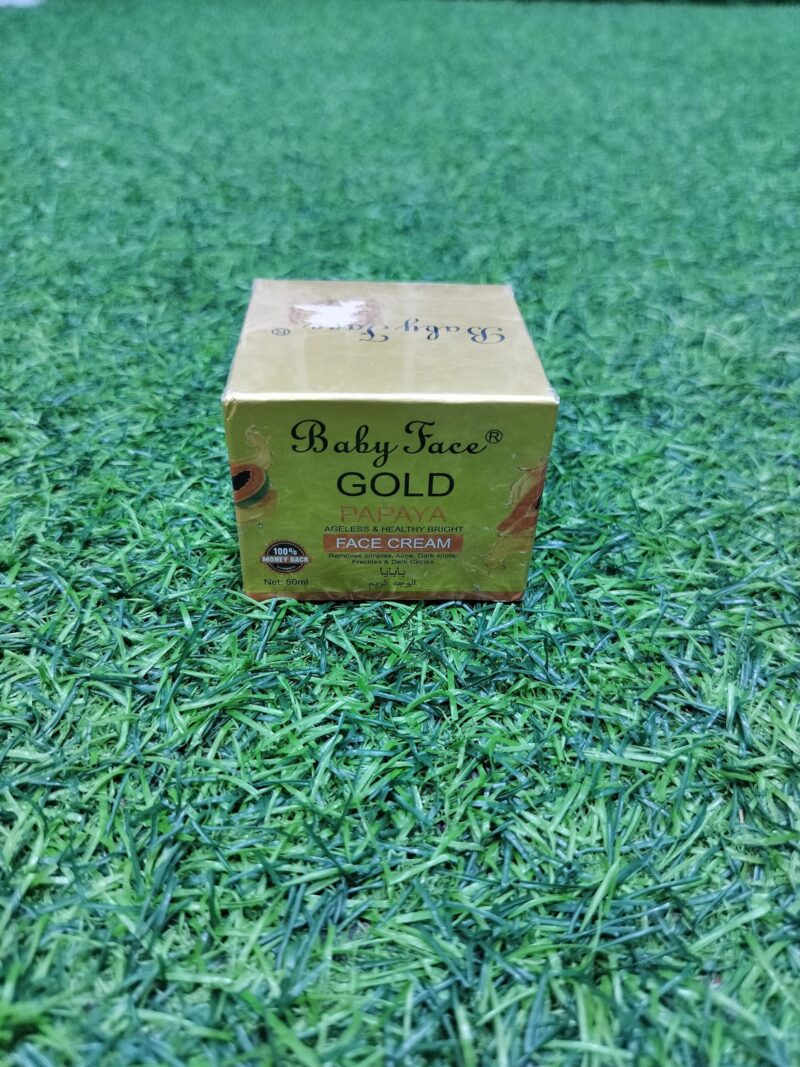 Baby Face®
Baby Face®
GOLD
PAPAYA
AGELESS & HEALTHY BRIGHT
FACE CREAM
Removes pimples, Acne, Dark spots,
Freckles & Dark Circles
100%
MONEY BACK
Net: 50ml
بابايا
الوجه كريم